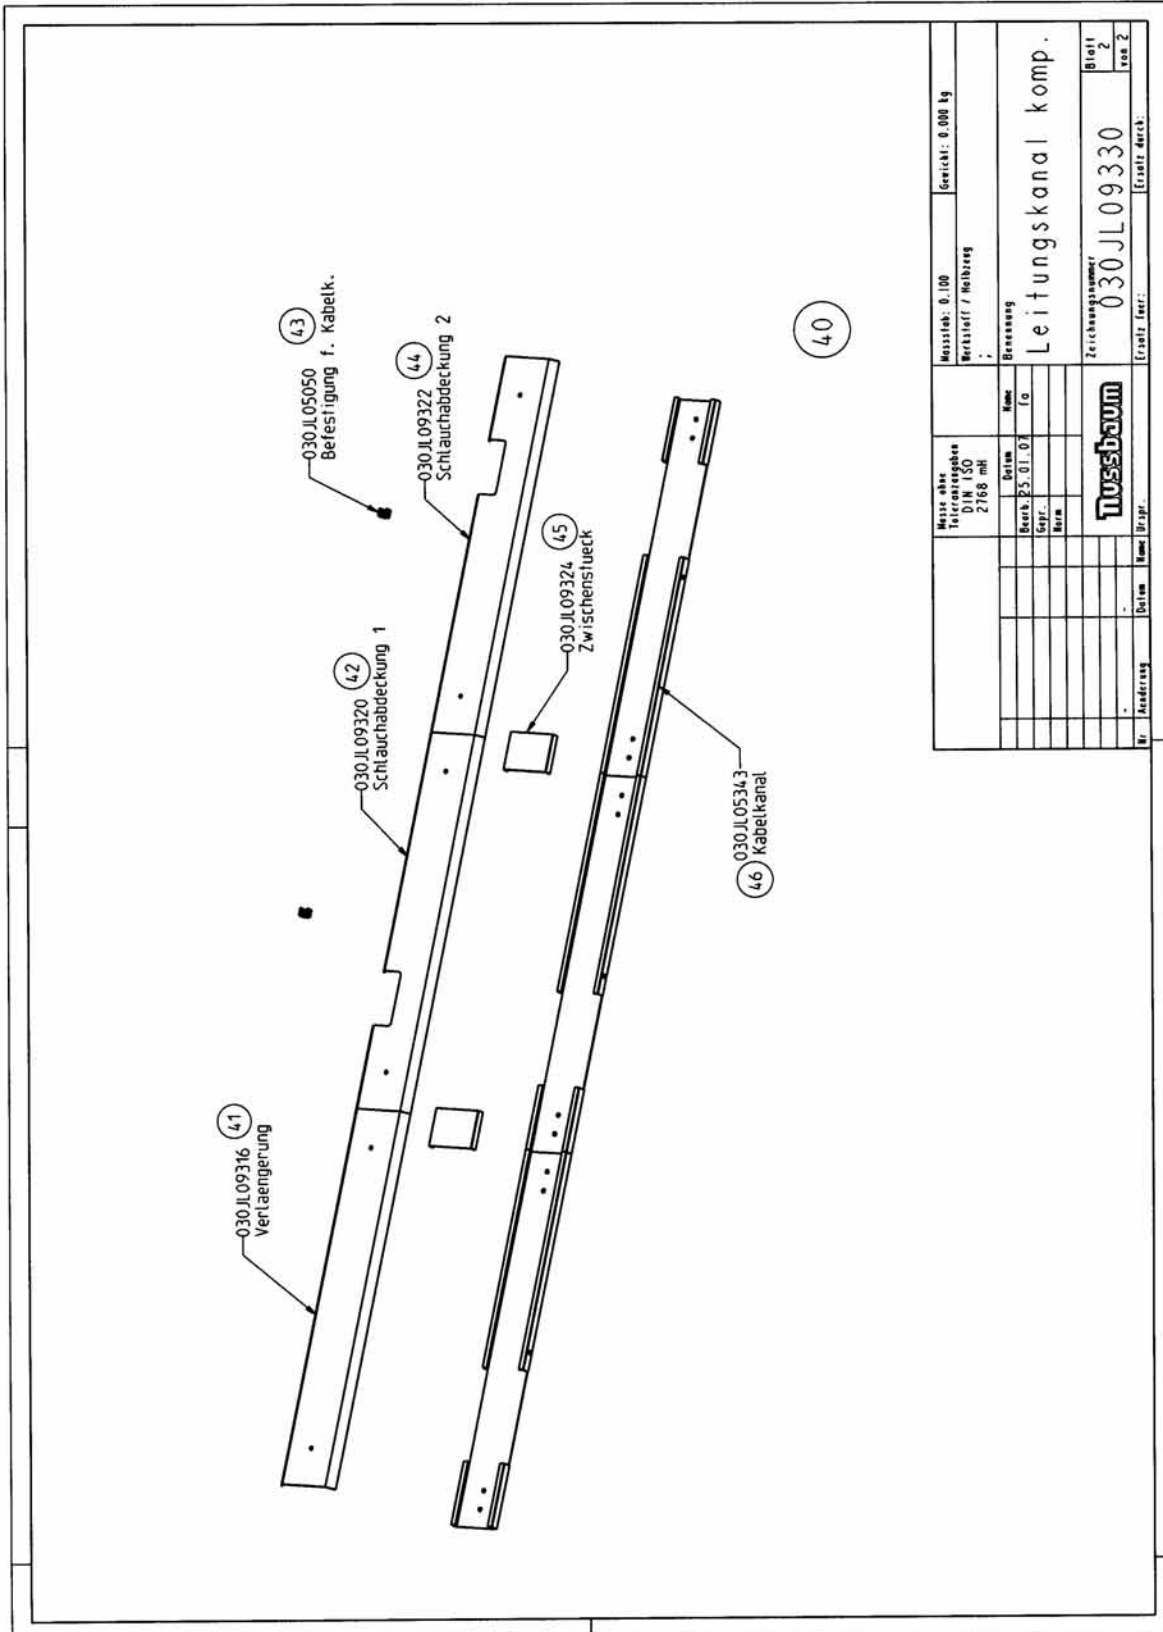 030JL09316 41
Verlaengerung
030JL09320 42
Schlauchabdeckung 1
030JL05050 43
Befestigung f. Kabelk.
030JL09322 44
Schlauchabdeckung 2
030JL09324 45
Zwischenstueck
030JL05343
46 Kabelkanal
40
Masse ohne
Toleranzangaben
DIN ISO
2768 mH
Massstab: 0.100
Gewicht: 0.000 kg
Werkstoff / Halbzeug
;
Datum Name
Bearb. 25.01.07 fa
Gepr.
Norm
Benennung
Leitungskanal komp.
Nussbaum
Zeichnungsnummer
030JL09330
Blatt
2
von 2
- -
Nr Aenderung Datum Name Urspr. Ersatz fuer: Ersatz durch: